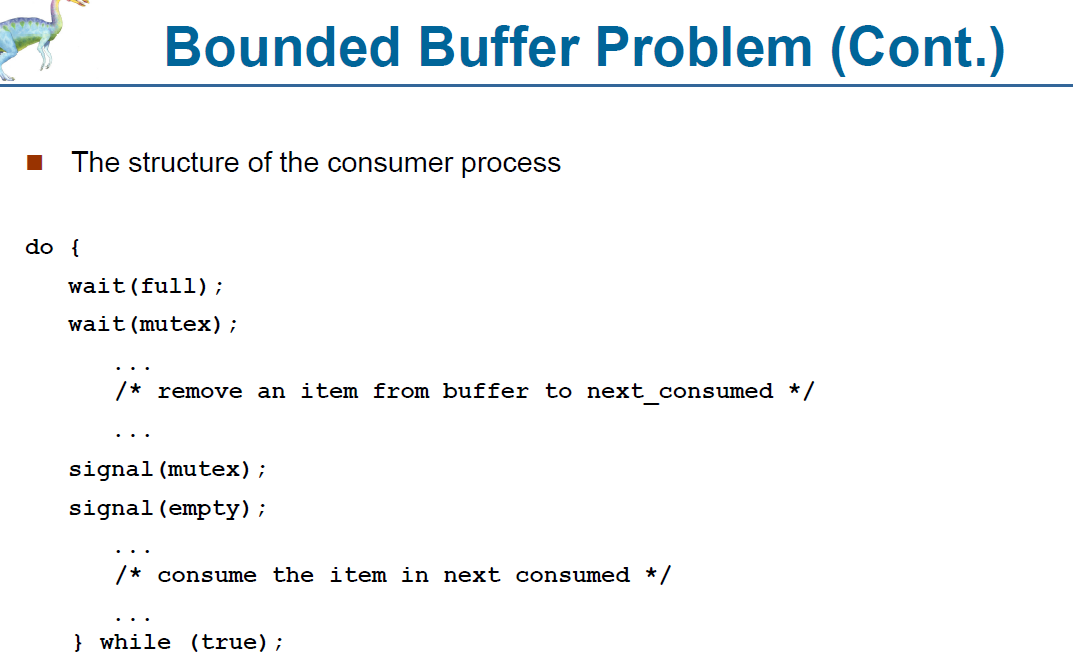 Bounded Buffer Problem (Cont.)
The structure of the consumer process
do {
wait(full);
wait(mutex);
...
/* remove an item from buffer to next_consumed */
...
signal(mutex);
signal(empty);
...
/* consume the item in next consumed */
...
} while (true);